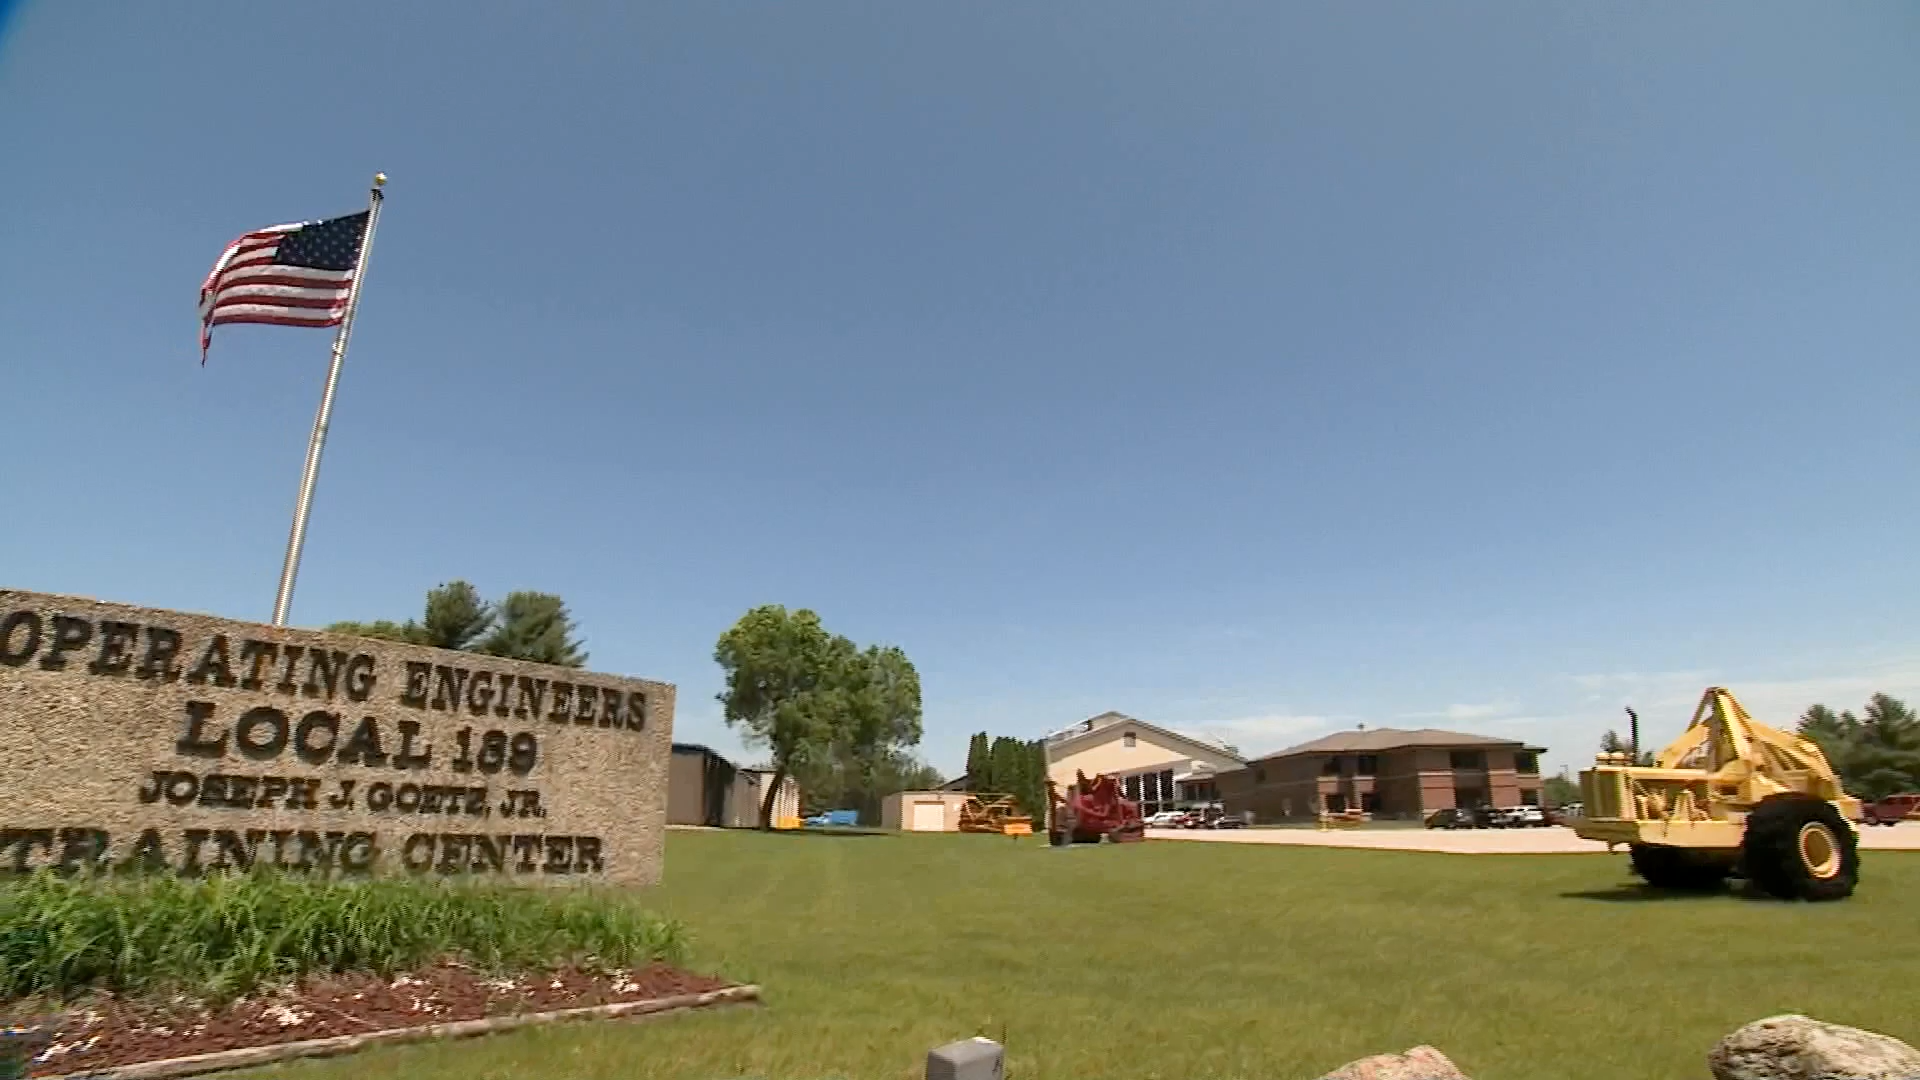 OPERATING ENGINEERS
LOCAL 139
JOSEPH J. GOETZ, JR.
TRAINING CENTER